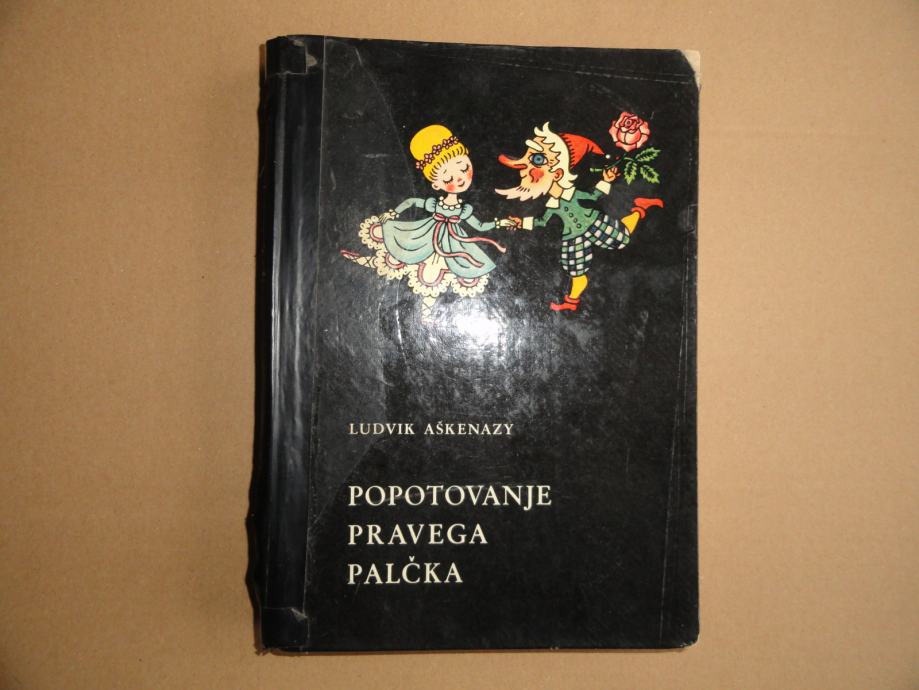 LUDVIK AŠKENAZY
POPOTOVANJE
PRAVEGA
PALČKA